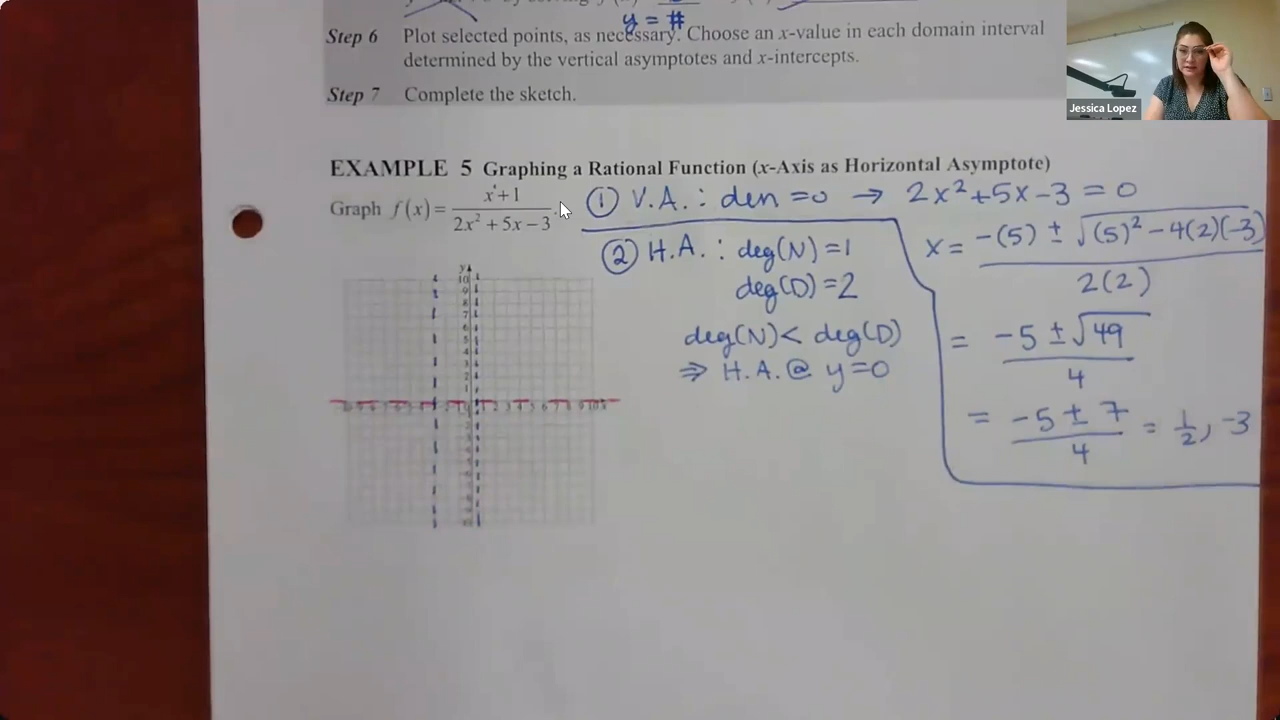 y = #
Step 6 Plot selected points, as necessary. Choose an x-value in each domain interval
determined by the vertical asymptotes and x-intercepts.
Step 7 Complete the sketch.
Jessica Lopez
EXAMPLE 5 Graphing a Rational Function (x-Axis as Horizontal Asymptote)
Graph f(x) = (x¹+1)/(2x² + 5x − 3).
① V.A.: den = 0 → 2x² + 5x − 3 = 0
x = (−(5) ± √((5)² − 4(2)(−3)))/(2(2))
= (−5 ± √49)/4
= (−5 ± 7)/4 = 1/2, −3
② H.A.: deg(N) = 1
deg(D) = 2
deg(N) < deg(D)
⇒ H.A. @ y = 0